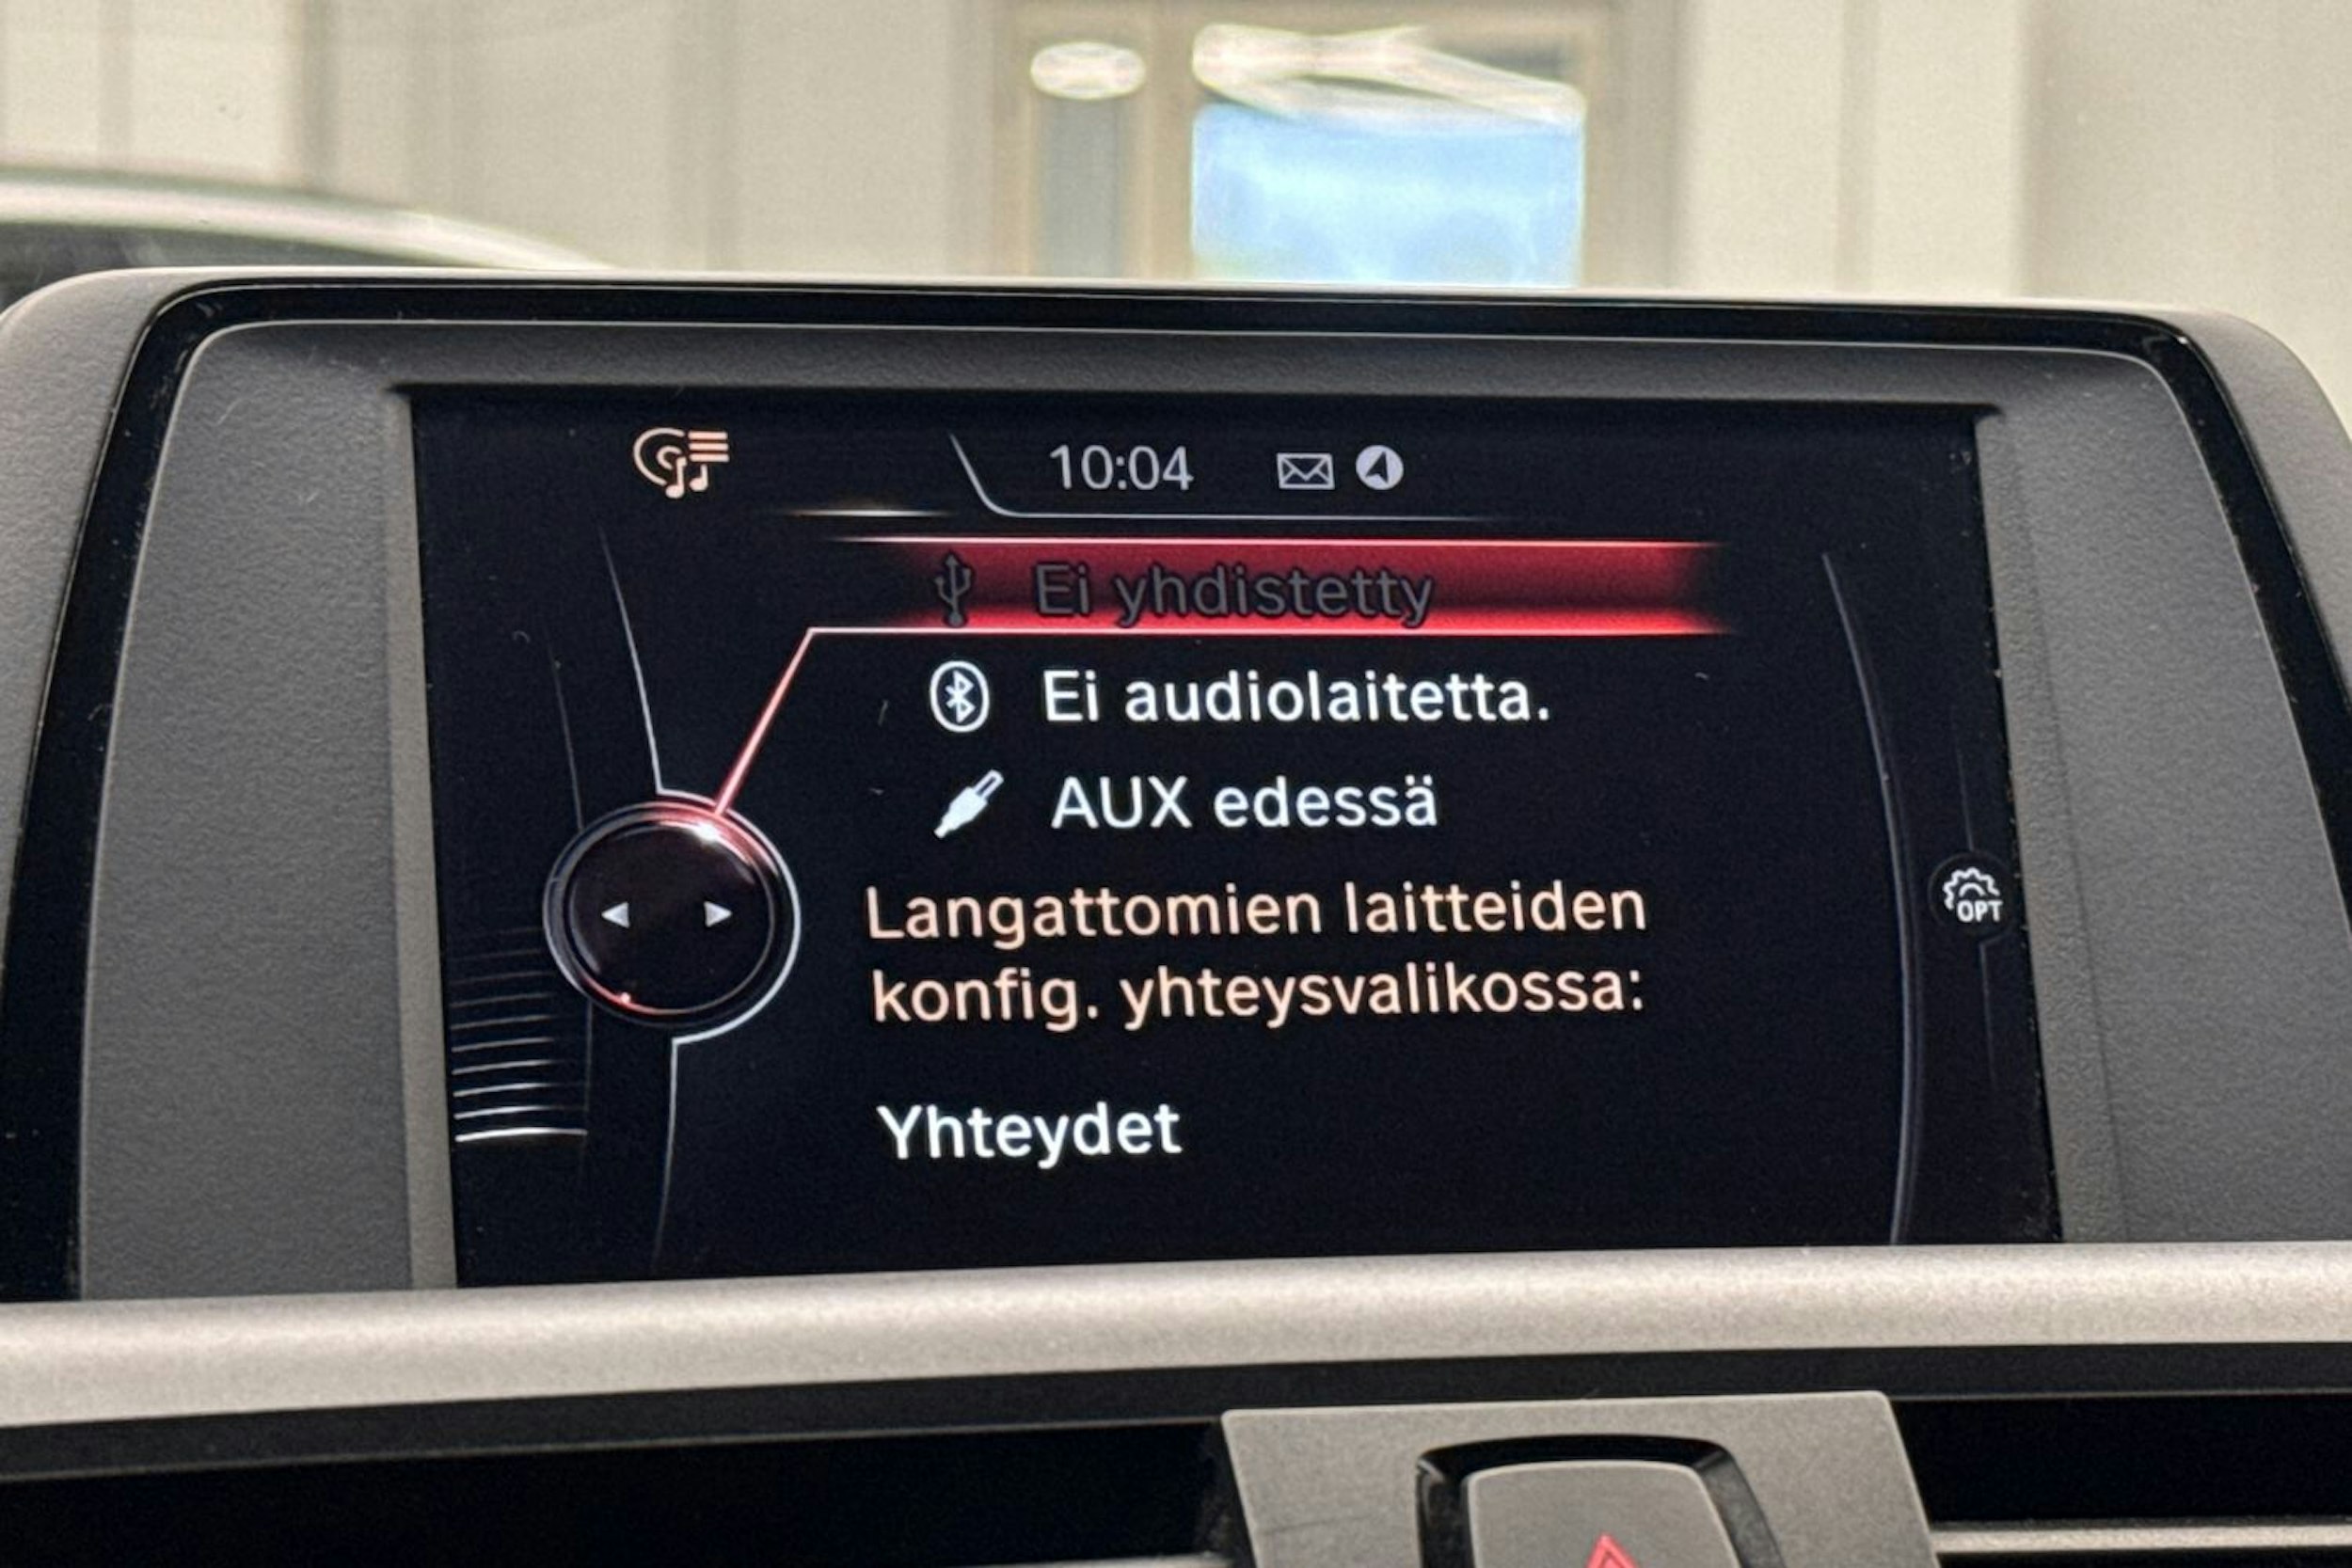 10:04
Ei yhdistetty
Ei audiolaitetta.
AUX edessä
Langattomien laitteiden
konfig. yhteysvalikossa:
OPT
Yhteydet